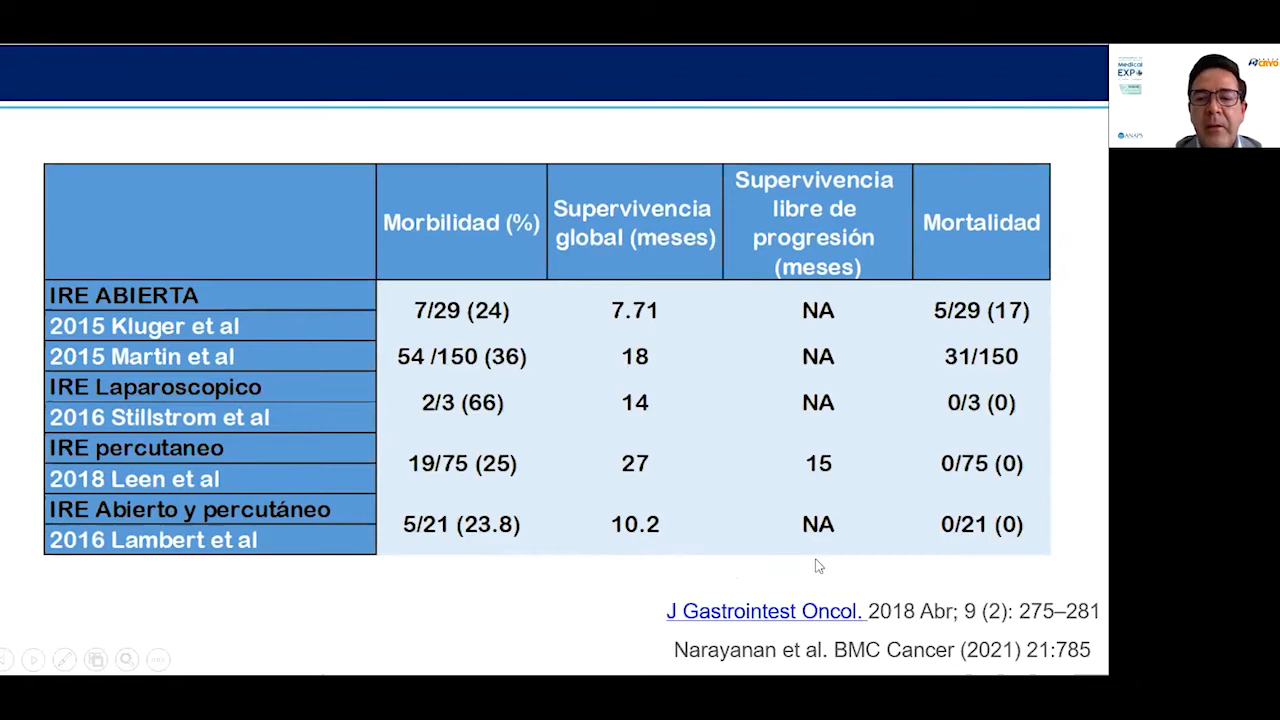 Medical
EXPO
CRIVO
ANAPS
Morbilidad (%)
Supervivencia
global (meses)
Supervivencia
libre de
progresión
(meses)
Mortalidad
IRE ABIERTA
2015 Kluger et al
7/29 (24)
7.71
NA
5/29 (17)
2015 Martin et al
54 /150 (36)
18
NA
31/150
IRE Laparoscopico
2016 Stillstrom et al
2/3 (66)
14
NA
0/3 (0)
IRE percutaneo
2018 Leen et al
19/75 (25)
27
15
0/75 (0)
IRE Abierto y percutáneo
2016 Lambert et al
5/21 (23.8)
10.2
NA
0/21 (0)
J Gastrointest Oncol. 2018 Abr; 9 (2): 275–281
Narayanan et al. BMC Cancer (2021) 21:785